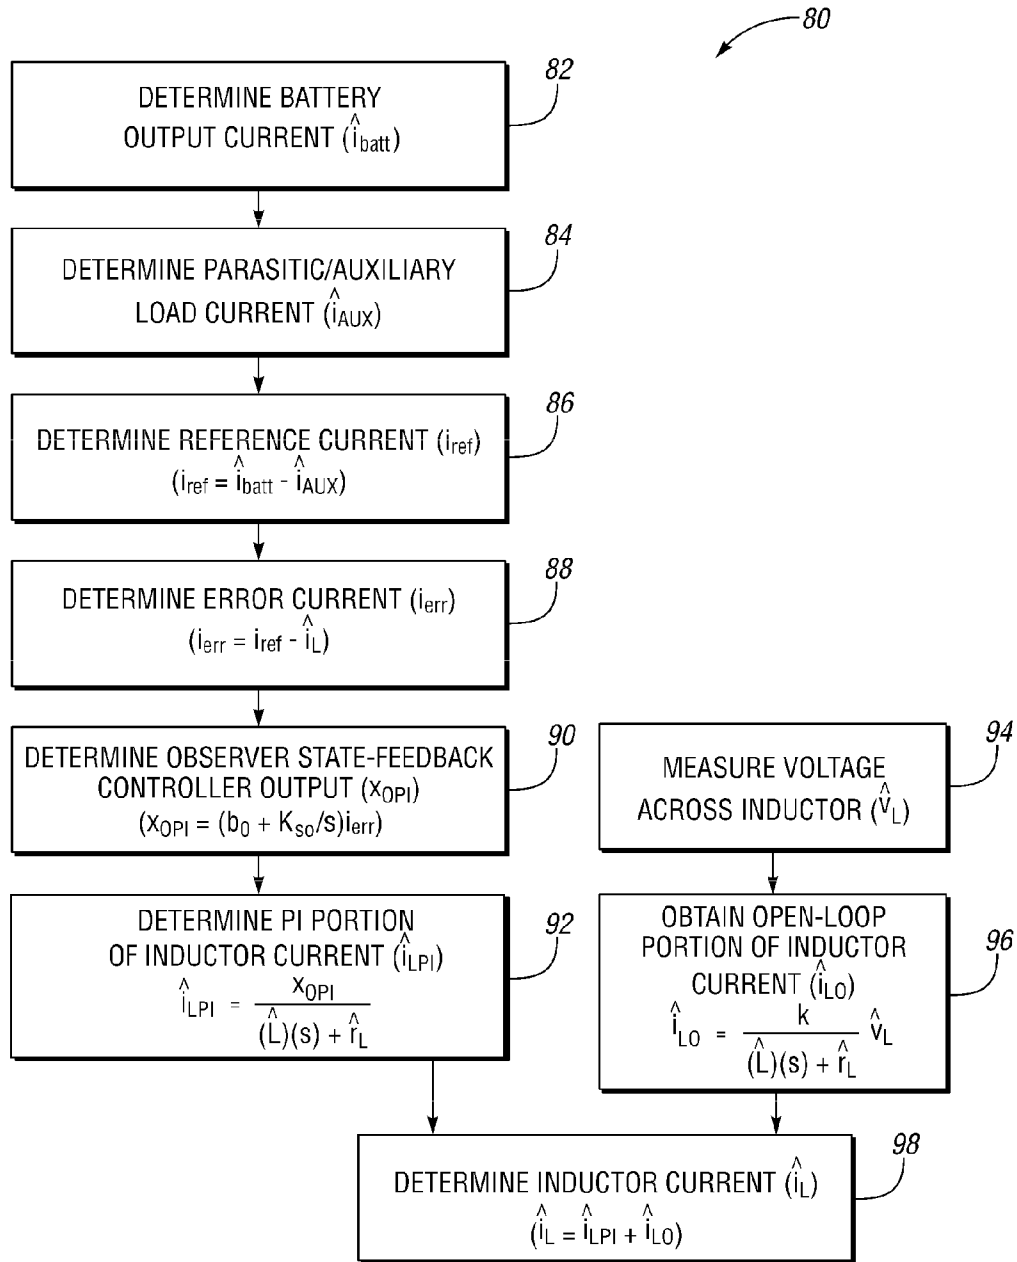 80
82
DETERMINE BATTERY
OUTPUT CURRENT (î_batt)
84
DETERMINE PARASITIC/AUXILIARY
LOAD CURRENT (î_AUX)
86
DETERMINE REFERENCE CURRENT (i_ref)
(i_ref = î_batt - î_AUX)
88
DETERMINE ERROR CURRENT (i_err)
(i_err = i_ref - î_L)
90
DETERMINE OBSERVER STATE-FEEDBACK
CONTROLLER OUTPUT (x_OPI)
(x_OPI = (b_0 + K_so/s)i_err)
92
DETERMINE PI PORTION
OF INDUCTOR CURRENT (î_LPI)
î_LPI = x_OPI / (L̂)(s) + r̂_L
94
MEASURE VOLTAGE
ACROSS INDUCTOR (v̂_L)
96
OBTAIN OPEN-LOOP
PORTION OF INDUCTOR
CURRENT (î_LO)
î_LO = k / (L̂)(s) + r̂_L v̂_L
98
DETERMINE INDUCTOR CURRENT (î_L)
(î_L = î_LPI + î_LO)